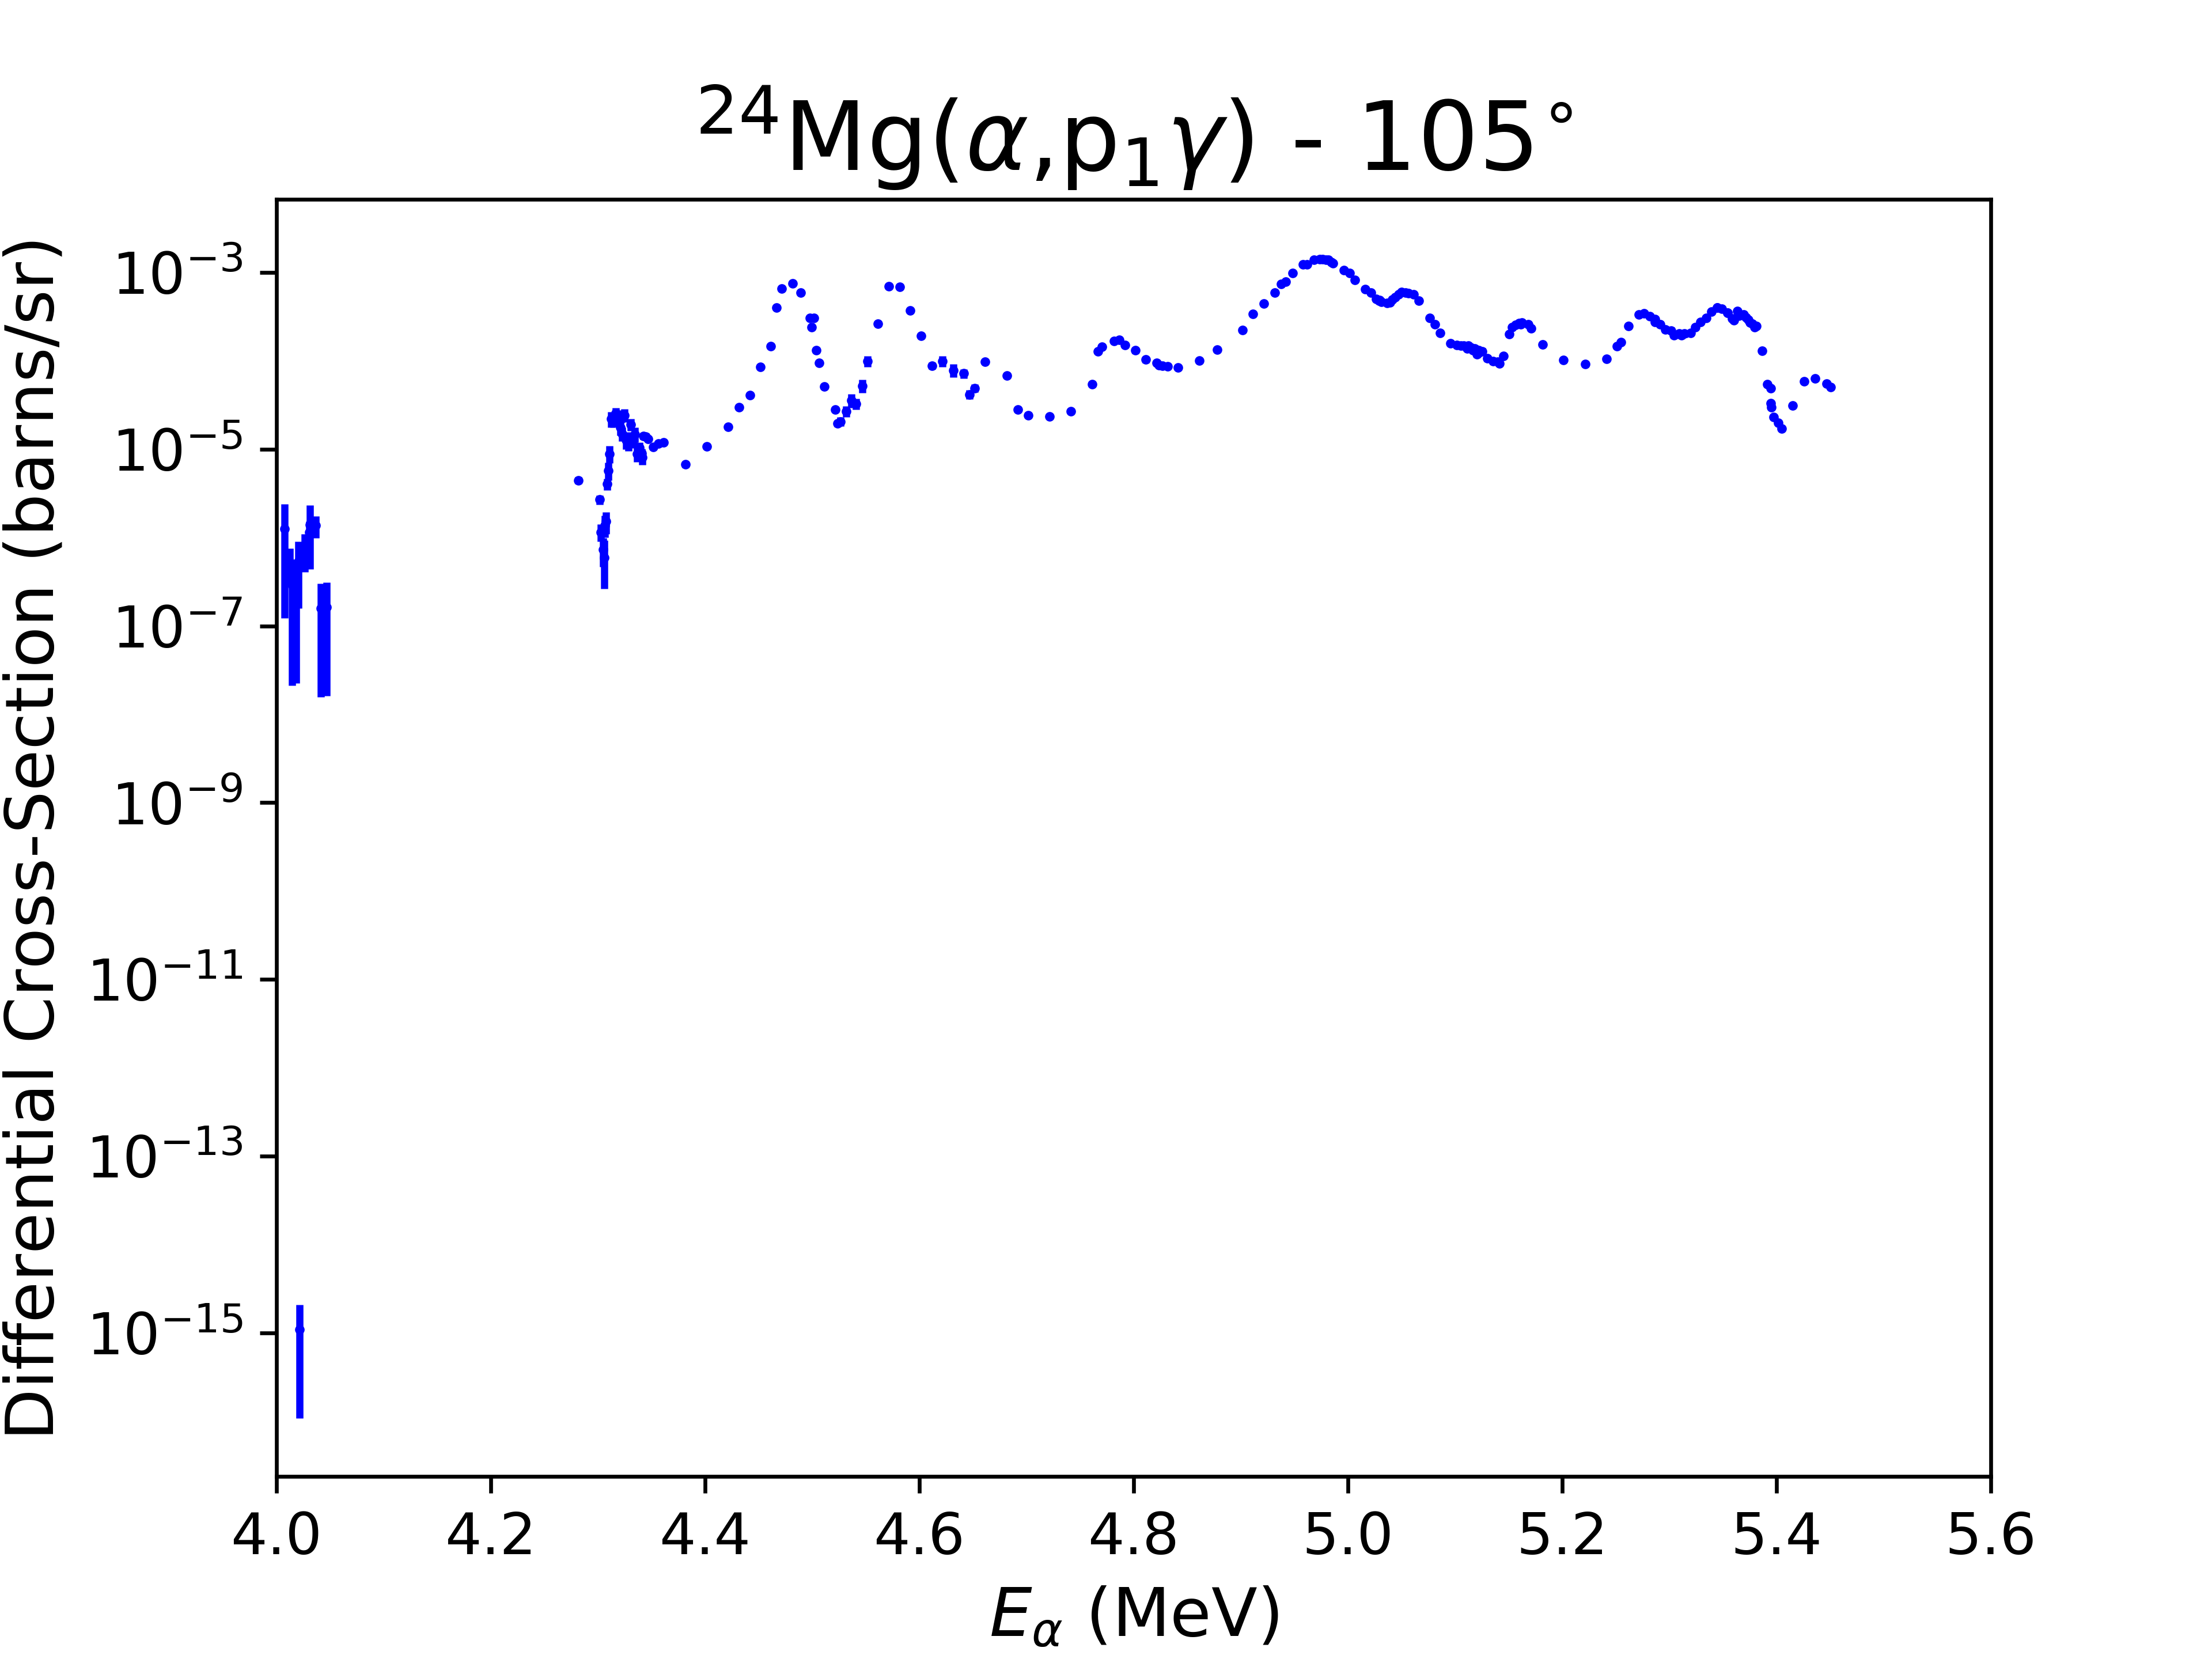 ²⁴Mg(α,p₁γ) - 105°
Differential Cross-Section (barns/sr)
10⁻³
10⁻⁵
10⁻⁷
10⁻⁹
10⁻¹¹
10⁻¹³
10⁻¹⁵
4.0 4.2 4.4 4.6 4.8 5.0 5.2 5.4 5.6
E_α (MeV)